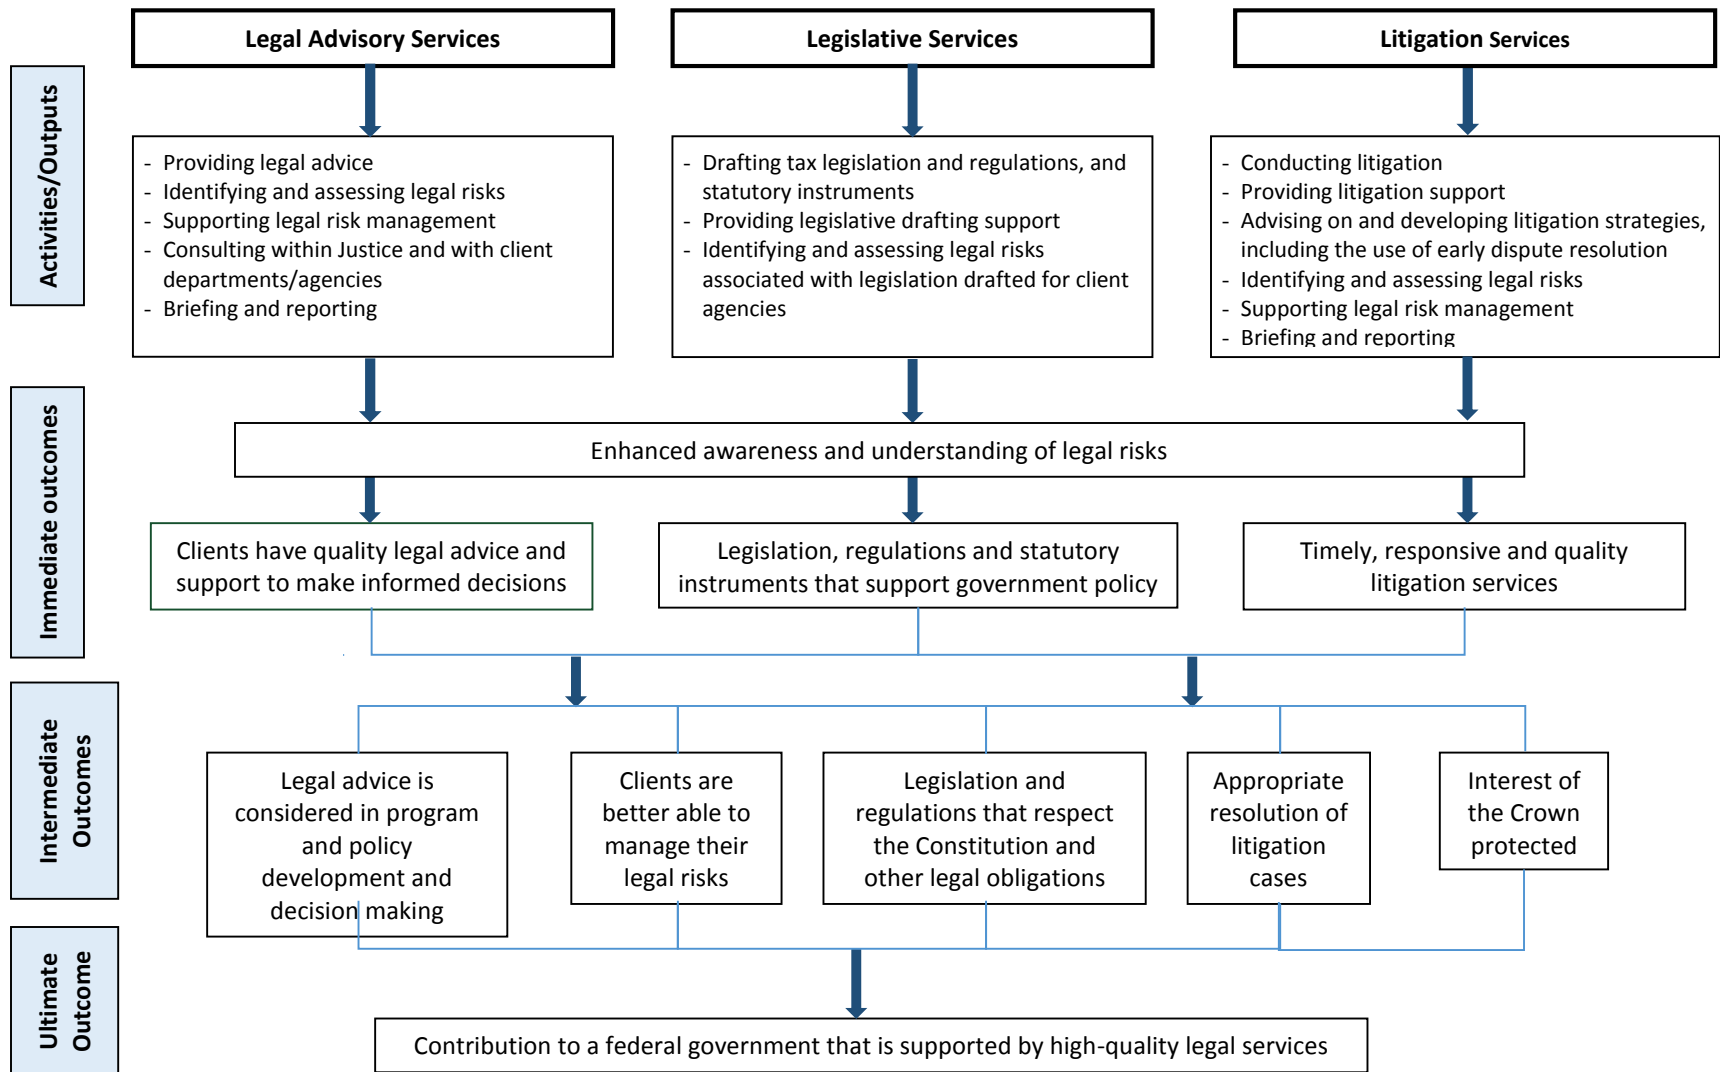 Legal Advisory Services
Legislative Services
Litigation Services
Activities/Outputs
- Providing legal advice
- Identifying and assessing legal risks
- Supporting legal risk management
- Consulting within Justice and with client
departments/agencies
- Briefing and reporting
- Drafting tax legislation and regulations, and
statutory instruments
- Providing legislative drafting support
- Identifying and assessing legal risks
associated with legislation drafted for client
agencies
- Conducting litigation
- Providing litigation support
- Advising on and developing litigation strategies,
including the use of early dispute resolution
- Identifying and assessing legal risks
- Supporting legal risk management
- Briefing and reporting
Immediate outcomes
Enhanced awareness and understanding of legal risks
Clients have quality legal advice and
support to make informed decisions
Legislation, regulations and statutory
instruments that support government policy
Timely, responsive and quality
litigation services
Intermediate
Outcomes
Legal advice is
considered in program
and policy
development and
decision making
Clients are
better able to
manage their
legal risks
Legislation and
regulations that respect
the Constitution and
other legal obligations
Appropriate
resolution of
litigation
cases
Interest of
the Crown
protected
Ultimate
Outcome
Contribution to a federal government that is supported by high-quality legal services